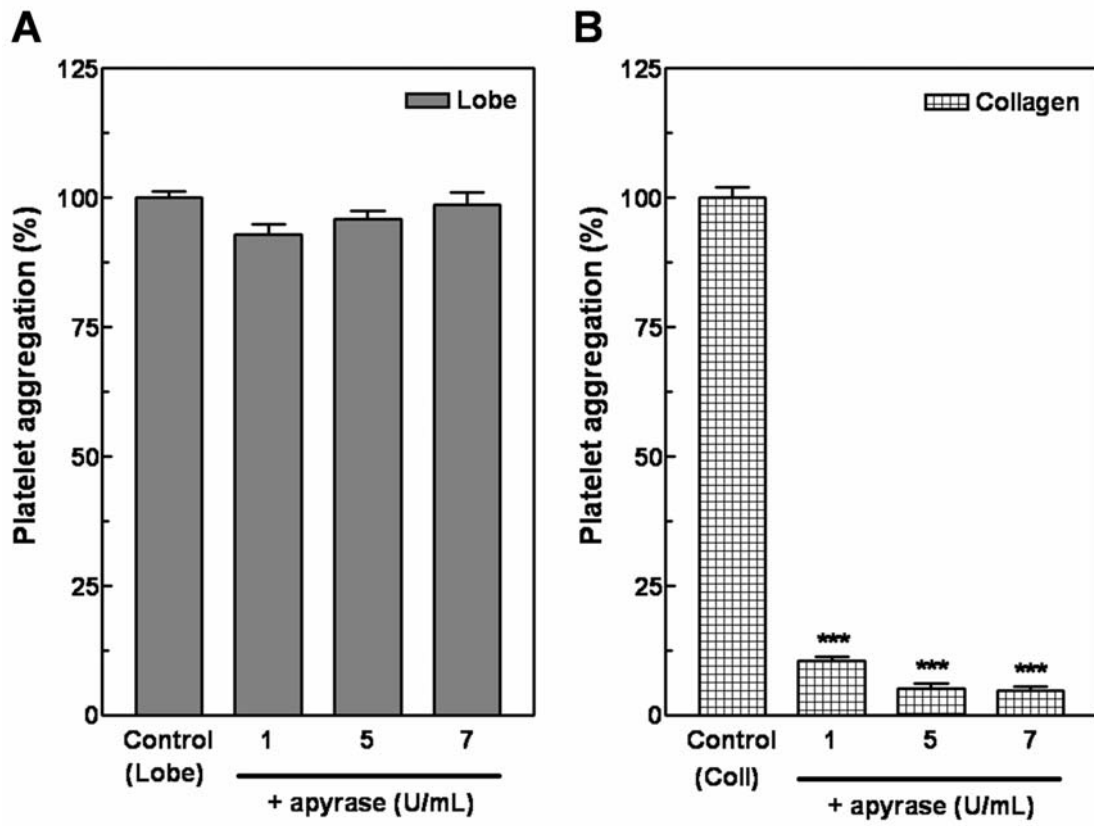 A
Platelet aggregation (%)
125
100
75
50
25
0
Lobe
Control
(Lobe)
1
5
7
+ apyrase (U/mL)
B
Platelet aggregation (%)
125
100
75
50
25
0
Collagen
***
***
***
Control
(Coll)
1
5
7
+ apyrase (U/mL)